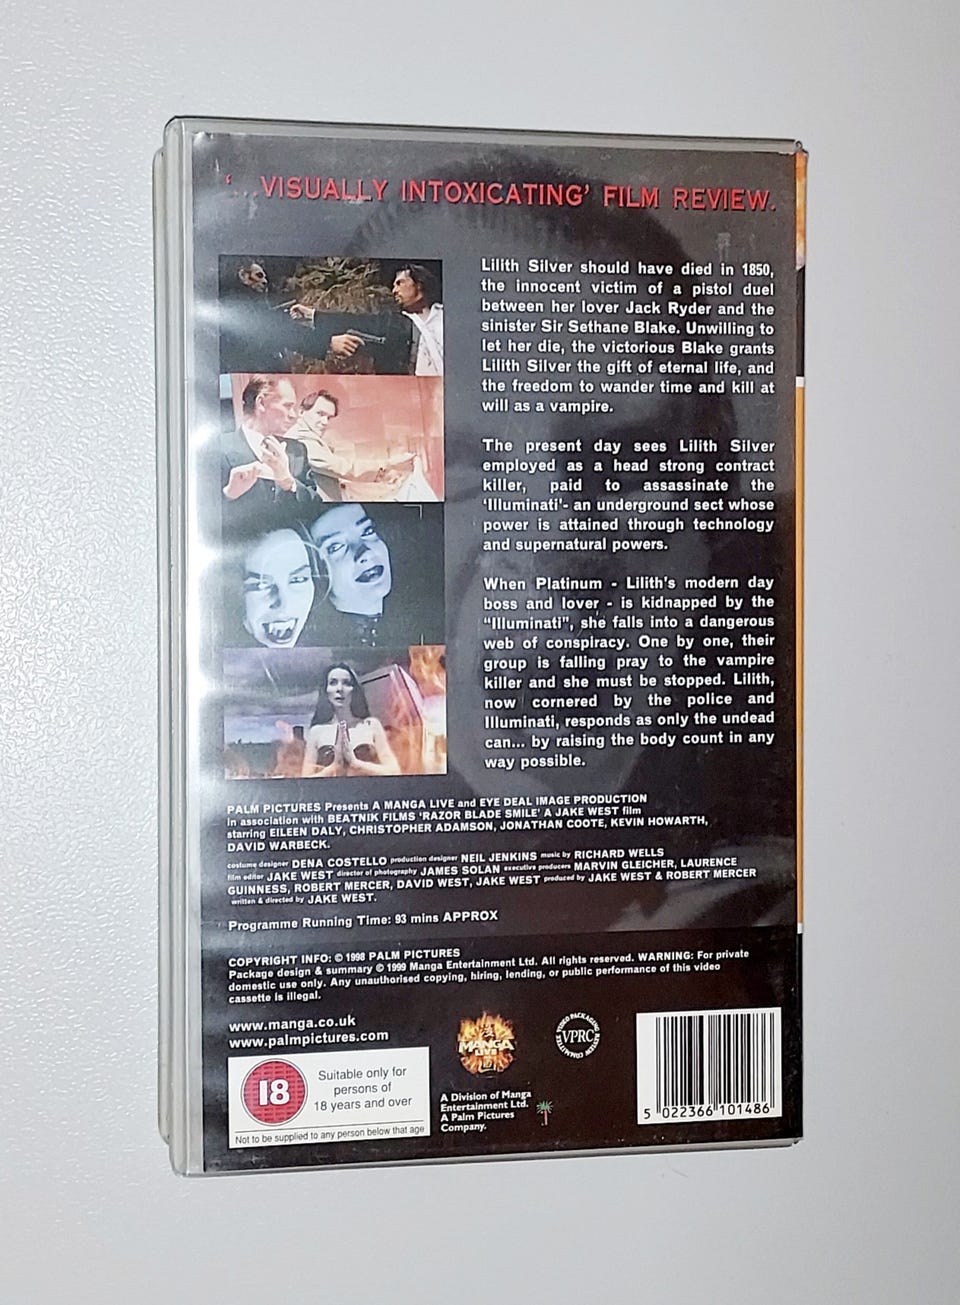 ‘...VISUALLY INTOXICATING’ FILM REVIEW.
Lilith Silver should have died in 1850,
the innocent victim of a pistol duel
between her lover Jack Ryder and the
sinister Sir Sethane Blake. Unwilling to
let her die, the victorious Blake grants
Lilith Silver the gift of eternal life, and
the freedom to wander time and kill at
will as a vampire.
The present day sees Lilith Silver
employed as a head strong contract
killer, paid to assassinate the
‘Illuminati’- an underground sect whose
power is attained through technology
and supernatural powers.
When Platinum - Lilith's modern day
boss and lover - is kidnapped by the
“Illuminati”, she falls into a dangerous
web of conspiracy. One by one, their
group is falling pray to the vampire
killer and she must be stopped. Lilith,
now cornered by the police and
Illuminati, responds as only the undead
can... by raising the body count in any
way possible.
PALM PICTURES Presents A MANGA LIVE and EYE DEAL IMAGE PRODUCTION
in association with BEATNIK FILMS ‘RAZOR BLADE SMILE’ A JAKE WEST film
starring EILEEN DALY, CHRISTOPHER ADAMSON, JONATHAN COOTE, KEVIN HOWARTH,
DAVID WARBECK.
costume designer DENA COSTELLO production designer NEIL JENKINS music by RICHARD WELLS
film editor JAKE WEST director of photography JAMES SOLAN executive producers MARVIN GLEICHER, LAURENCE
GUINNESS, ROBERT MERCER, DAVID WEST, JAKE WEST produced by JAKE WEST & ROBERT MERCER
written & directed by JAKE WEST.
Programme Running Time: 93 mins APPROX
COPYRIGHT INFO: © 1998 PALM PICTURES
Package design & summary © 1999 Manga Entertainment Ltd. All rights reserved. WARNING: For private
domestic use only. Any unauthorised copying, hiring, lending, or public performance of this video
cassette is illegal.
www.manga.co.uk
www.palmpictures.com
18
Suitable only for
persons of
18 years and over
Not to be supplied to any person below that age
MANGA
LIVE
A Division of Manga
Entertainment Ltd.
A Palm Pictures
Company.
VIDEO PACKAGING REVIEW COMMITTEE
VPRC
5 022366 101486